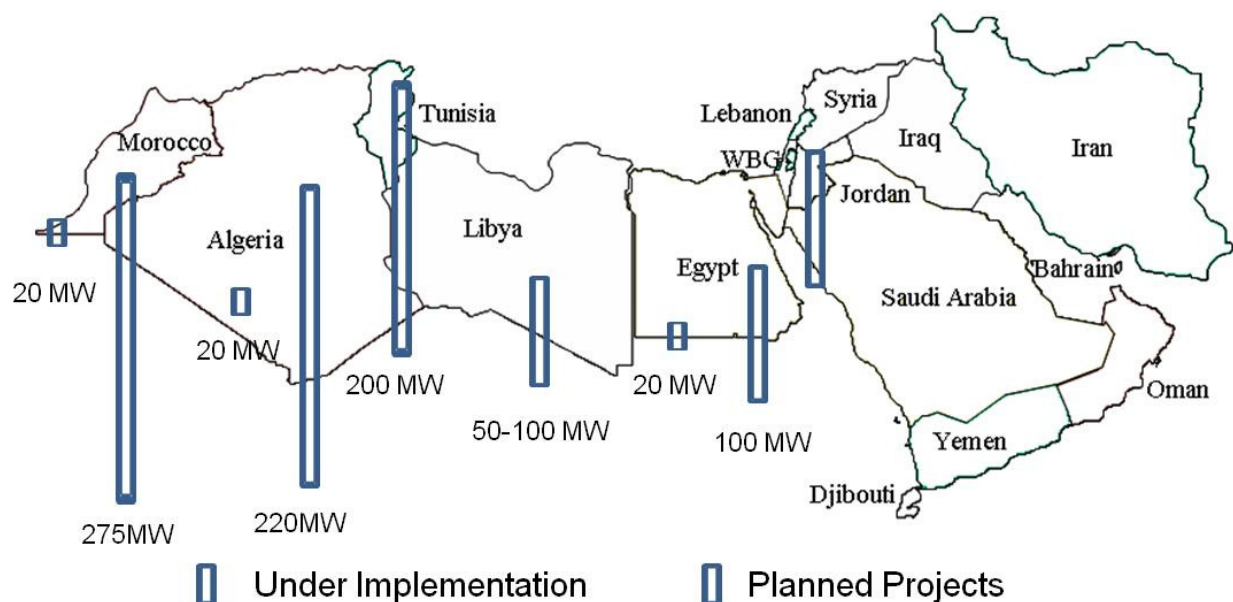 Morocco
Algeria
Tunisia
Libya
Egypt
Lebanon
Syria
WBG
Jordan
Iraq
Iran
Saudi Arabia
Bahrain
Oman
Yemen
Djibouti
20 MW
275MW
20 MW
220MW
200 MW
50-100 MW
20 MW
100 MW
Under Implementation
Planned Projects